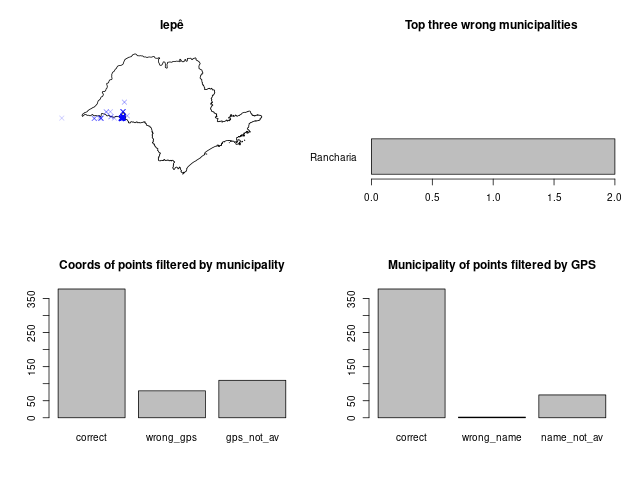 Iepê
Top three wrong municipalities
Rancharia
0.0 0.5 1.0 1.5 2.0
Coords of points filtered by municipality
350
150
50
0
correct wrong_gps gps_not_av
Municipality of points filtered by GPS
350
150
50
0
correct wrong_name name_not_av